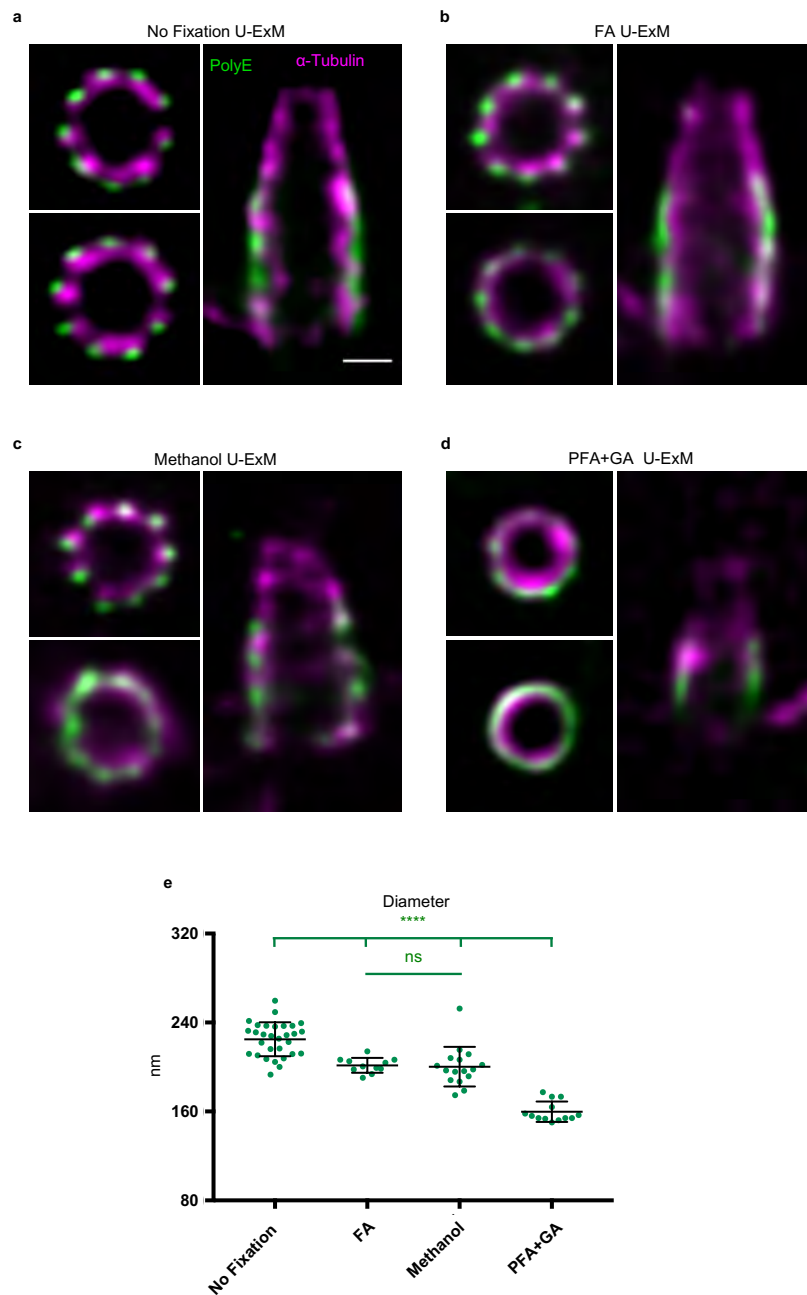 a
No Fixation U-ExM
PolyE
α-Tubulin
b
FA U-ExM
c
Methanol U-ExM
d
PFA+GA U-ExM
e
Diameter
****
ns
320
240
160
80
nm
No Fixation
FA
Methanol
PFA+GA